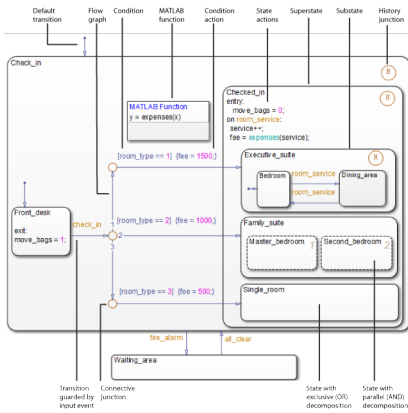 Default
transition
Flow
graph
Condition
MATLAB
function
Condition
action
State
actions
Superstate
Substate
History
junction
Check_in
H
Checked_in
entry:
move_bags = 0;
on room_service:
service++;
fee = expenses(service);
H
MATLAB Function
y = expenses(x)
[room_type == 1] {fee = 1500;}
Executive_suite
H
Bedroom
room_service
room_service
Dining_area
Front_desk
exit:
move_bags = 1;
check_in
1
2
3
[room_type == 2] {fee = 1000;}
Family_suite
Master_bedroom 1
Second_bedroom 2
[room_type == 3] {fee = 500;}
Single_room
fire_alarm
all_clear
Waiting_area
Transition
guarded by
input event
Connective
junction
State with
exclusive (OR)
decomposition
State with
parallel (AND)
decomposition